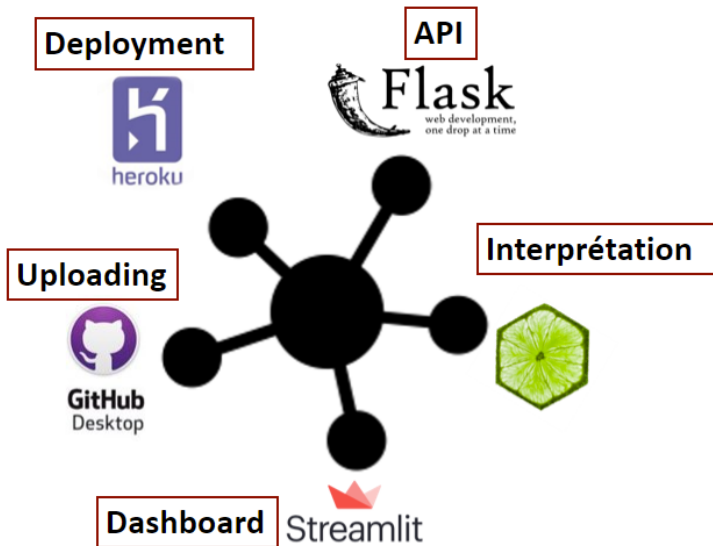 Deployment
API
heroku
Flask
web development,
one drop at a time
Interprétation
Uploading
GitHub
Desktop
Dashboard
Streamlit